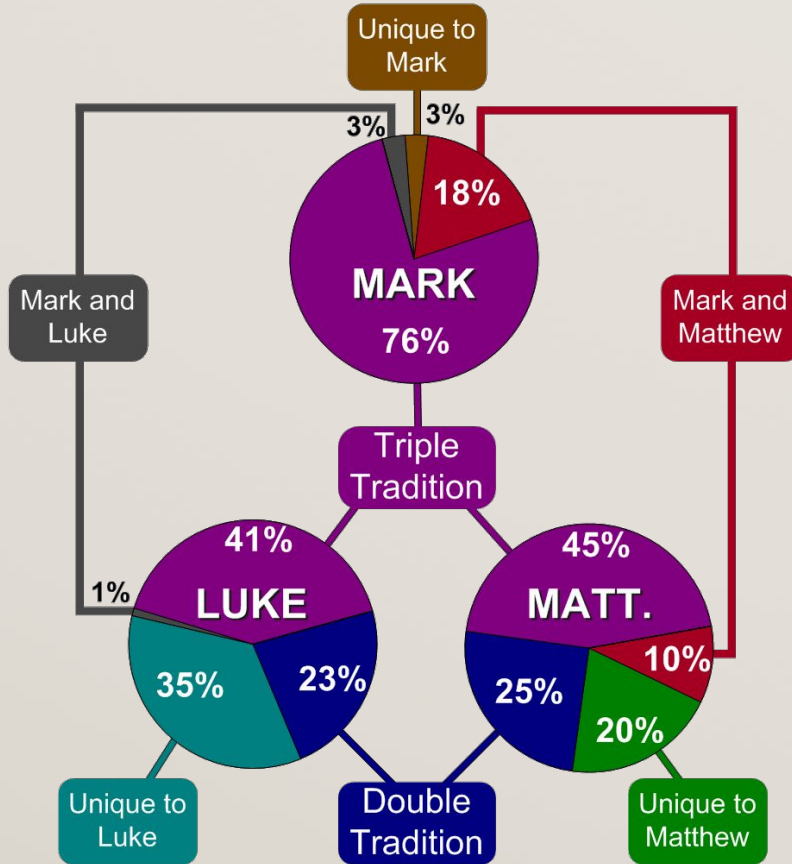 Unique to
Mark
3%
3%
18%
MARK
76%
Mark and
Luke
Mark and
Matthew
Triple
Tradition
41%
LUKE
1%
35%
23%
45%
MATT.
10%
25%
20%
Unique to
Luke
Double
Tradition
Unique to
Matthew